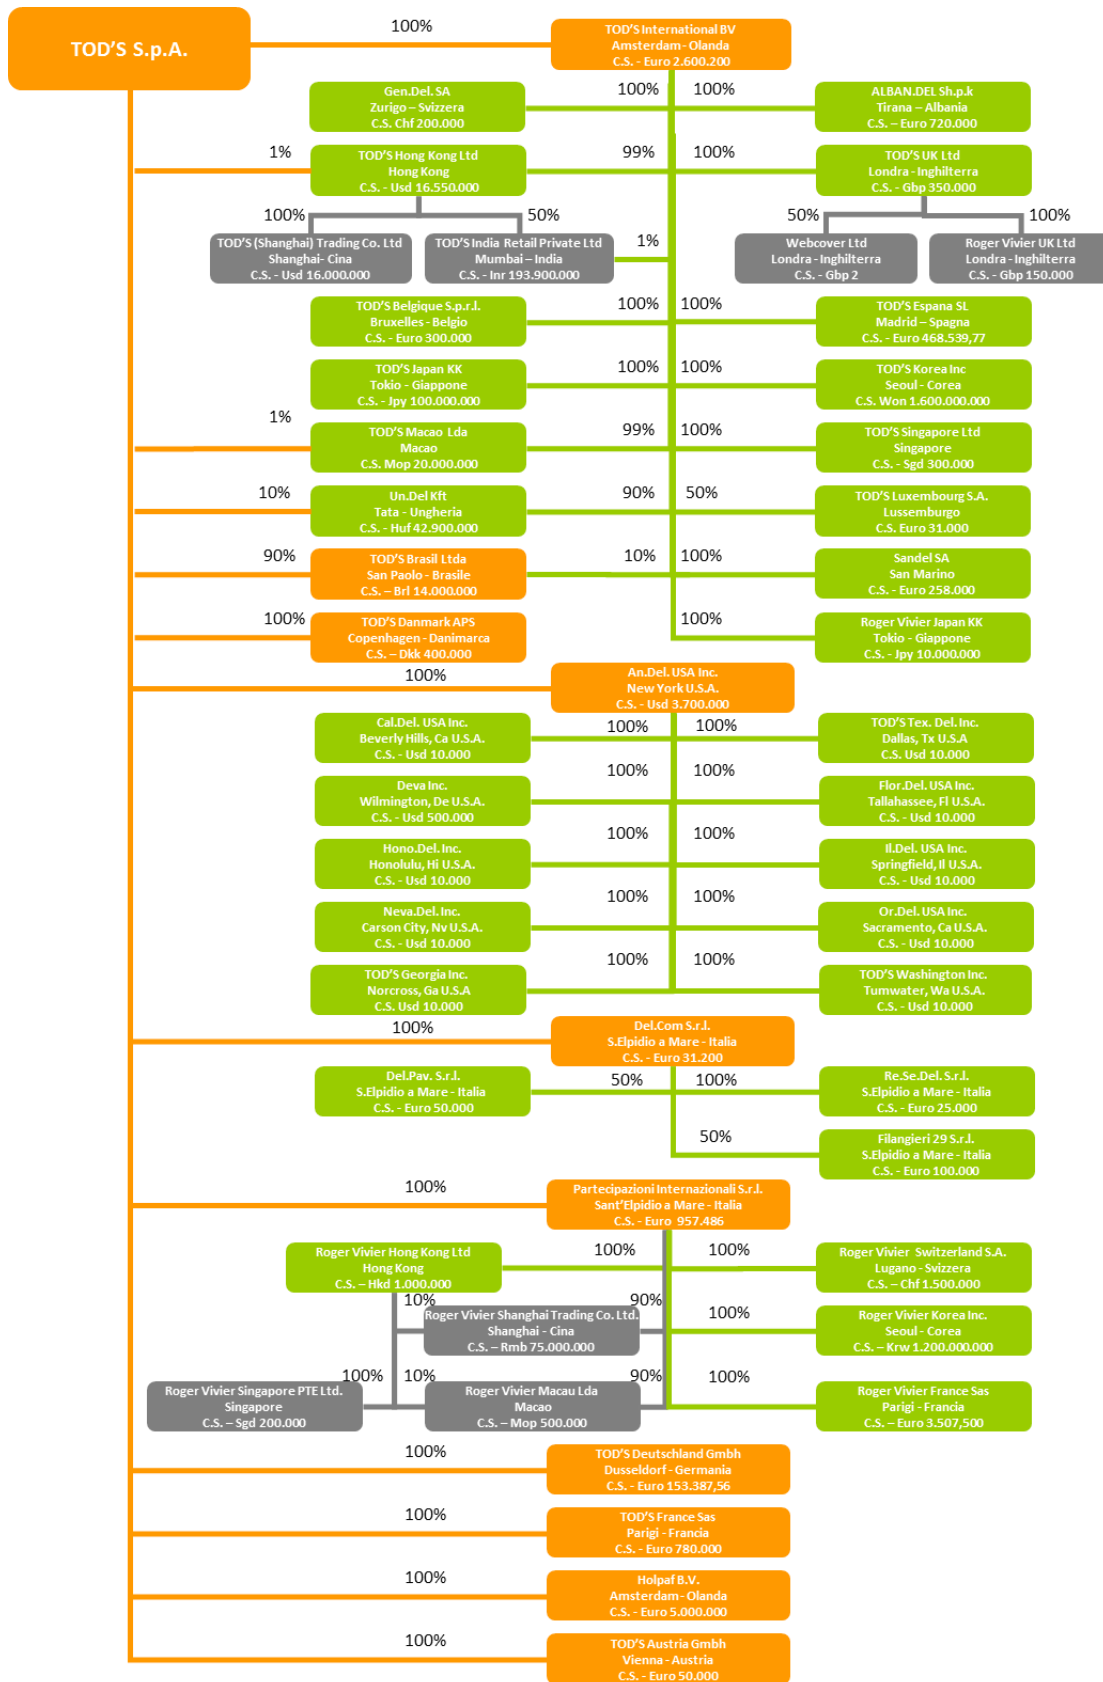 TOD'S S.p.A.
100%
TOD'S International BV
Amsterdam - Olanda
C.S. - Euro 2.600.200
Gen.Del. SA
Zurigo – Svizzera
C.S. Chf 200.000
100%
100%
ALBAN.DEL Sh.p.k
Tirana – Albania
C.S. – Euro 720.000
1%
TOD'S Hong Kong Ltd
Hong Kong
C.S. - Usd 16.550.000
99%
100%
TOD'S UK Ltd
Londra - Inghilterra
C.S. - Gbp 350.000
100%
50%
50%
100%
TOD'S (Shanghai) Trading Co. Ltd
Shanghai- Cina
C.S. - Usd 16.000.000
TOD'S India Retail Private Ltd
Mumbai – India
C.S. - Inr 193.900.000
1%
Webcover Ltd
Londra - Inghilterra
C.S. - Gbp 2
Roger Vivier UK Ltd
Londra - Inghilterra
C.S. - Gbp 150.000
TOD'S Belgique S.p.r.l.
Bruxelles - Belgio
C.S. - Euro 300.000
100%
100%
TOD'S Espana SL
Madrid – Spagna
C.S. - Euro 468.539,77
TOD'S Japan KK
Tokio - Giappone
C.S. - Jpy 100.000.000
100%
100%
TOD'S Korea Inc
Seoul - Corea
C.S. Won 1.600.000.000
1%
TOD'S Macao Lda
Macao
C.S. Mop 20.000.000
99%
100%
TOD'S Singapore Ltd
Singapore
C.S. - Sgd 300.000
10%
Un.Del Kft
Tata - Ungheria
C.S. - Huf 42.900.000
90%
50%
TOD'S Luxembourg S.A.
Lussemburgo
C.S. Euro 31.000
90%
TOD'S Brasil Ltda
San Paolo - Brasile
C.S. – Brl 14.000.000
10%
100%
Sandel SA
San Marino
C.S. - Euro 258.000
100%
TOD'S Danmark APS
Copenhagen - Danimarca
C.S. – Dkk 400.000
100%
Roger Vivier Japan KK
Tokio - Giappone
C.S. - Jpy 10.000.000
100%
An.Del. USA Inc.
New York U.S.A.
C.S. - Usd 3.700.000
Cal.Del. USA Inc.
Beverly Hills, Ca U.S.A.
C.S. - Usd 10.000
100%
100%
TOD'S Tex. Del. Inc.
Dallas, Tx U.S.A
C.S. Usd 10.000
Deva Inc.
Wilmington, De U.S.A.
C.S. - Usd 500.000
100%
100%
Flor.Del. USA Inc.
Tallahassee, Fl U.S.A.
C.S. - Usd 10.000
Hono.Del. Inc.
Honolulu, Hi U.S.A.
C.S. - Usd 10.000
100%
100%
Il.Del. USA Inc.
Springfield, Il U.S.A.
C.S. - Usd 10.000
Neva.Del. Inc.
Carson City, Nv U.S.A.
C.S. - Usd 10.000
100%
100%
Or.Del. USA Inc.
Sacramento, Ca U.S.A.
C.S. - Usd 10.000
TOD'S Georgia Inc.
Norcross, Ga U.S.A
C.S. Usd 10.000
100%
100%
TOD'S Washington Inc.
Tumwater, Wa U.S.A.
C.S. - Usd 10.000
100%
Del.Com S.r.l.
S.Elpidio a Mare - Italia
C.S. - Euro 31.200
Del.Pav. S.r.l.
S.Elpidio a Mare - Italia
C.S. - Euro 50.000
50%
100%
Re.Se.Del. S.r.l.
S.Elpidio a Mare - Italia
C.S. - Euro 25.000
50%
Filangieri 29 S.r.l.
S.Elpidio a Mare - Italia
C.S. - Euro 100.000
100%
Partecipazioni Internazionali S.r.l.
Sant'Elpidio a Mare - Italia
C.S. - Euro 957.486
Roger Vivier Hong Kong Ltd
Hong Kong
C.S. – Hkd 1.000.000
100%
100%
Roger Vivier Switzerland S.A.
Lugano - Svizzera
C.S. – Chf 1.500.000
10%
Roger Vivier Shanghai Trading Co. Ltd.
Shanghai - Cina
C.S. – Rmb 75.000.000
90%
100%
Roger Vivier Korea Inc.
Seoul - Corea
C.S. – Krw 1.200.000.000
100%
Roger Vivier Singapore PTE Ltd.
Singapore
C.S. – Sgd 200.000
10%
Roger Vivier Macau Lda
Macao
C.S. – Mop 500.000
90%
100%
Roger Vivier France Sas
Parigi - Francia
C.S. – Euro 3.507,500
100%
TOD'S Deutschland Gmbh
Dusseldorf - Germania
C.S. - Euro 153.387,56
100%
TOD'S France Sas
Parigi - Francia
C.S. - Euro 780.000
100%
Holpaf B.V.
Amsterdam - Olanda
C.S. - Euro 5.000.000
100%
TOD'S Austria Gmbh
Vienna - Austria
C.S. - Euro 50.000